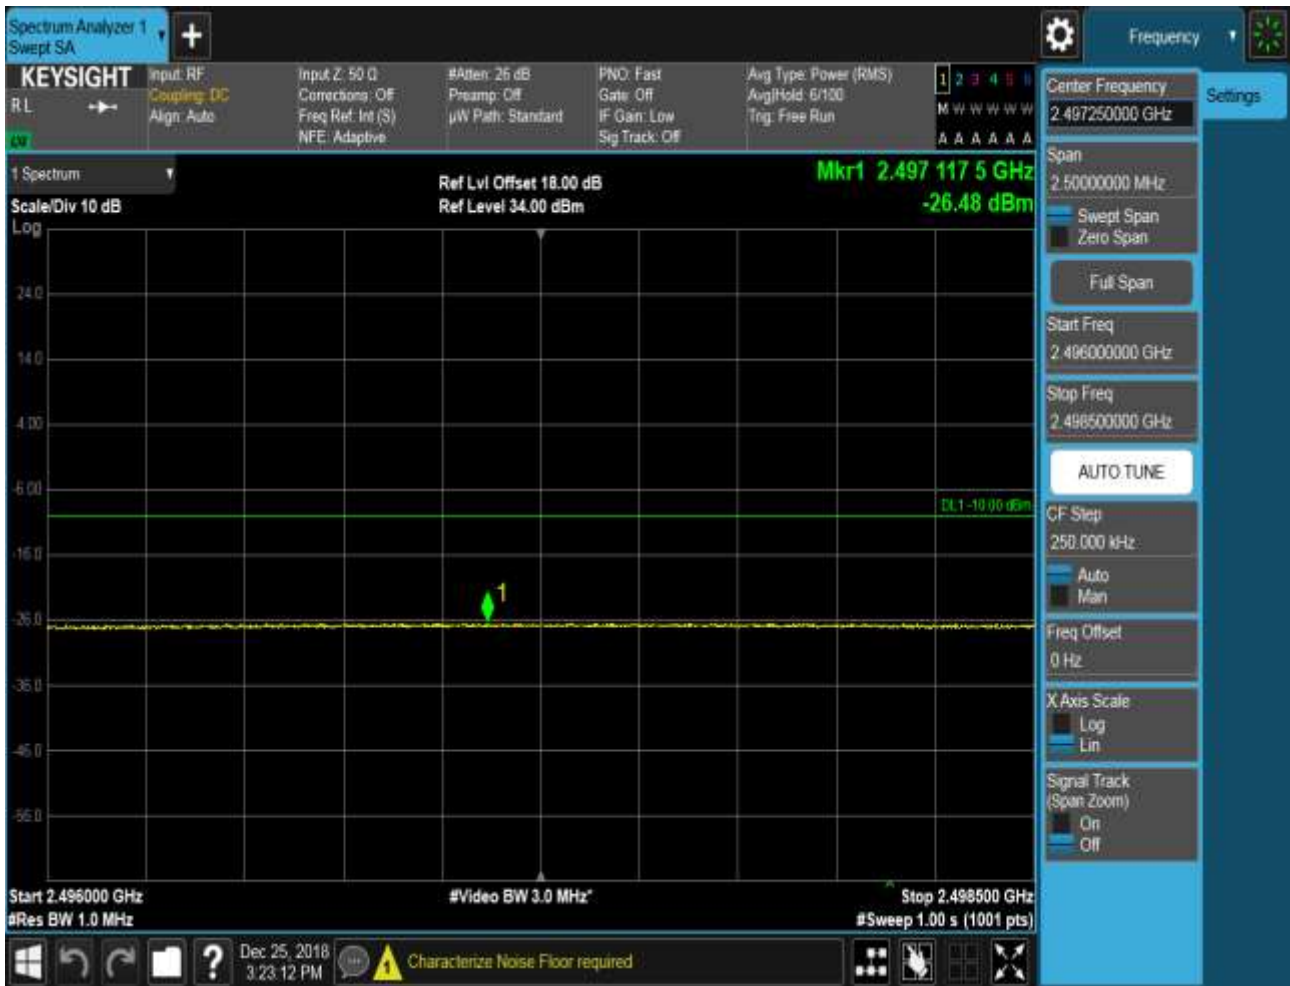 Spectrum Analyzer 1
Swept SA
+
Frequency
KEYSIGHT
R L
Input: RF
Coupling: DC
Align: Auto
Input Z: 50 Ω
Corrections: Off
Freq Ref: Int (S)
NFE: Adaptive
#Atten: 26 dB
Preamp: Off
µW Path: Standard
PNO: Fast
Gate: Off
IF Gain: Low
Sig Track: Off
Avg Type: Power (RMS)
Avg|Hold: 6/100
Trig: Free Run
1 2 3 4 5 6
M W W W W W
A A A A A A
1 Spectrum
Scale/Div 10 dB
Log
Ref Lvl Offset 18.00 dB
Ref Level 34.00 dBm
Mkr1 2.497 117 5 GHz
-26.48 dBm
24.0
14.0
4.00
-6.00
-16.0
-26.0
-36.0
-46.0
-56.0
DL1 -10.00 dBm
1
Start 2.496000 GHz
#Res BW 1.0 MHz
#Video BW 3.0 MHz*
Stop 2.498500 GHz
#Sweep 1.00 s (1001 pts)
Center Frequency
2.497250000 GHz
Settings
Span
2.50000000 MHz
Swept Span
Zero Span
Full Span
Start Freq
2.496000000 GHz
Stop Freq
2.498500000 GHz
AUTO TUNE
CF Step
250.000 kHz
Auto
Man
Freq Offset
0 Hz
X Axis Scale
Log
Lin
Signal Track
(Span Zoom)
On
Off
?
Dec 25, 2018
3:23:12 PM
1
Characterize Noise Floor required